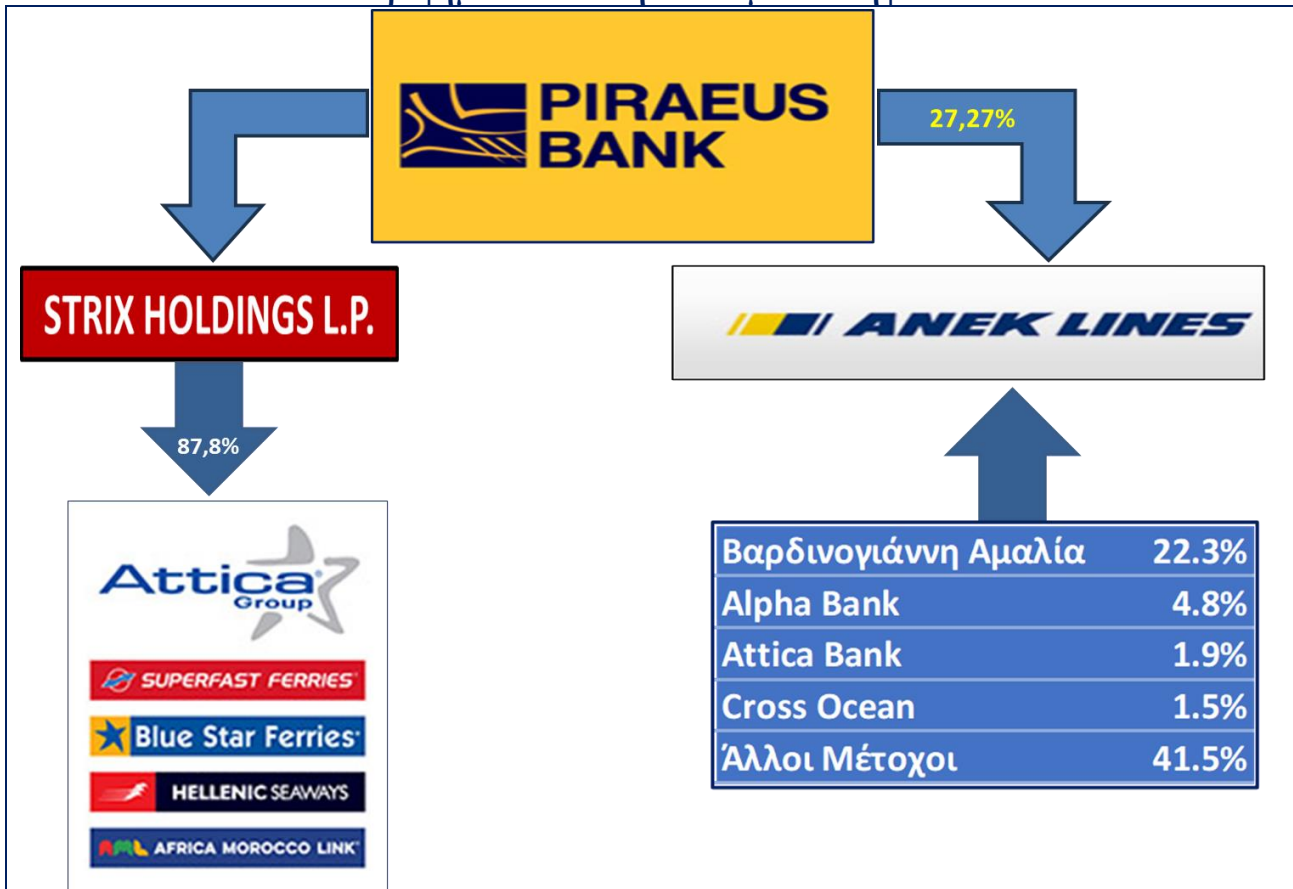 PIRAEUS
BANK
27,27%
STRIX HOLDINGS L.P.
ANEK LINES
87,8%
Attica
Group
SUPERFAST FERRIES
Blue Star Ferries
HELLENIC SEAWAYS
AML AFRICA MOROCCO LINK
Βαρδινογιάννη Αμαλία 22.3%
Alpha Bank 4.8%
Attica Bank 1.9%
Cross Ocean 1.5%
Άλλοι Μέτοχοι 41.5%